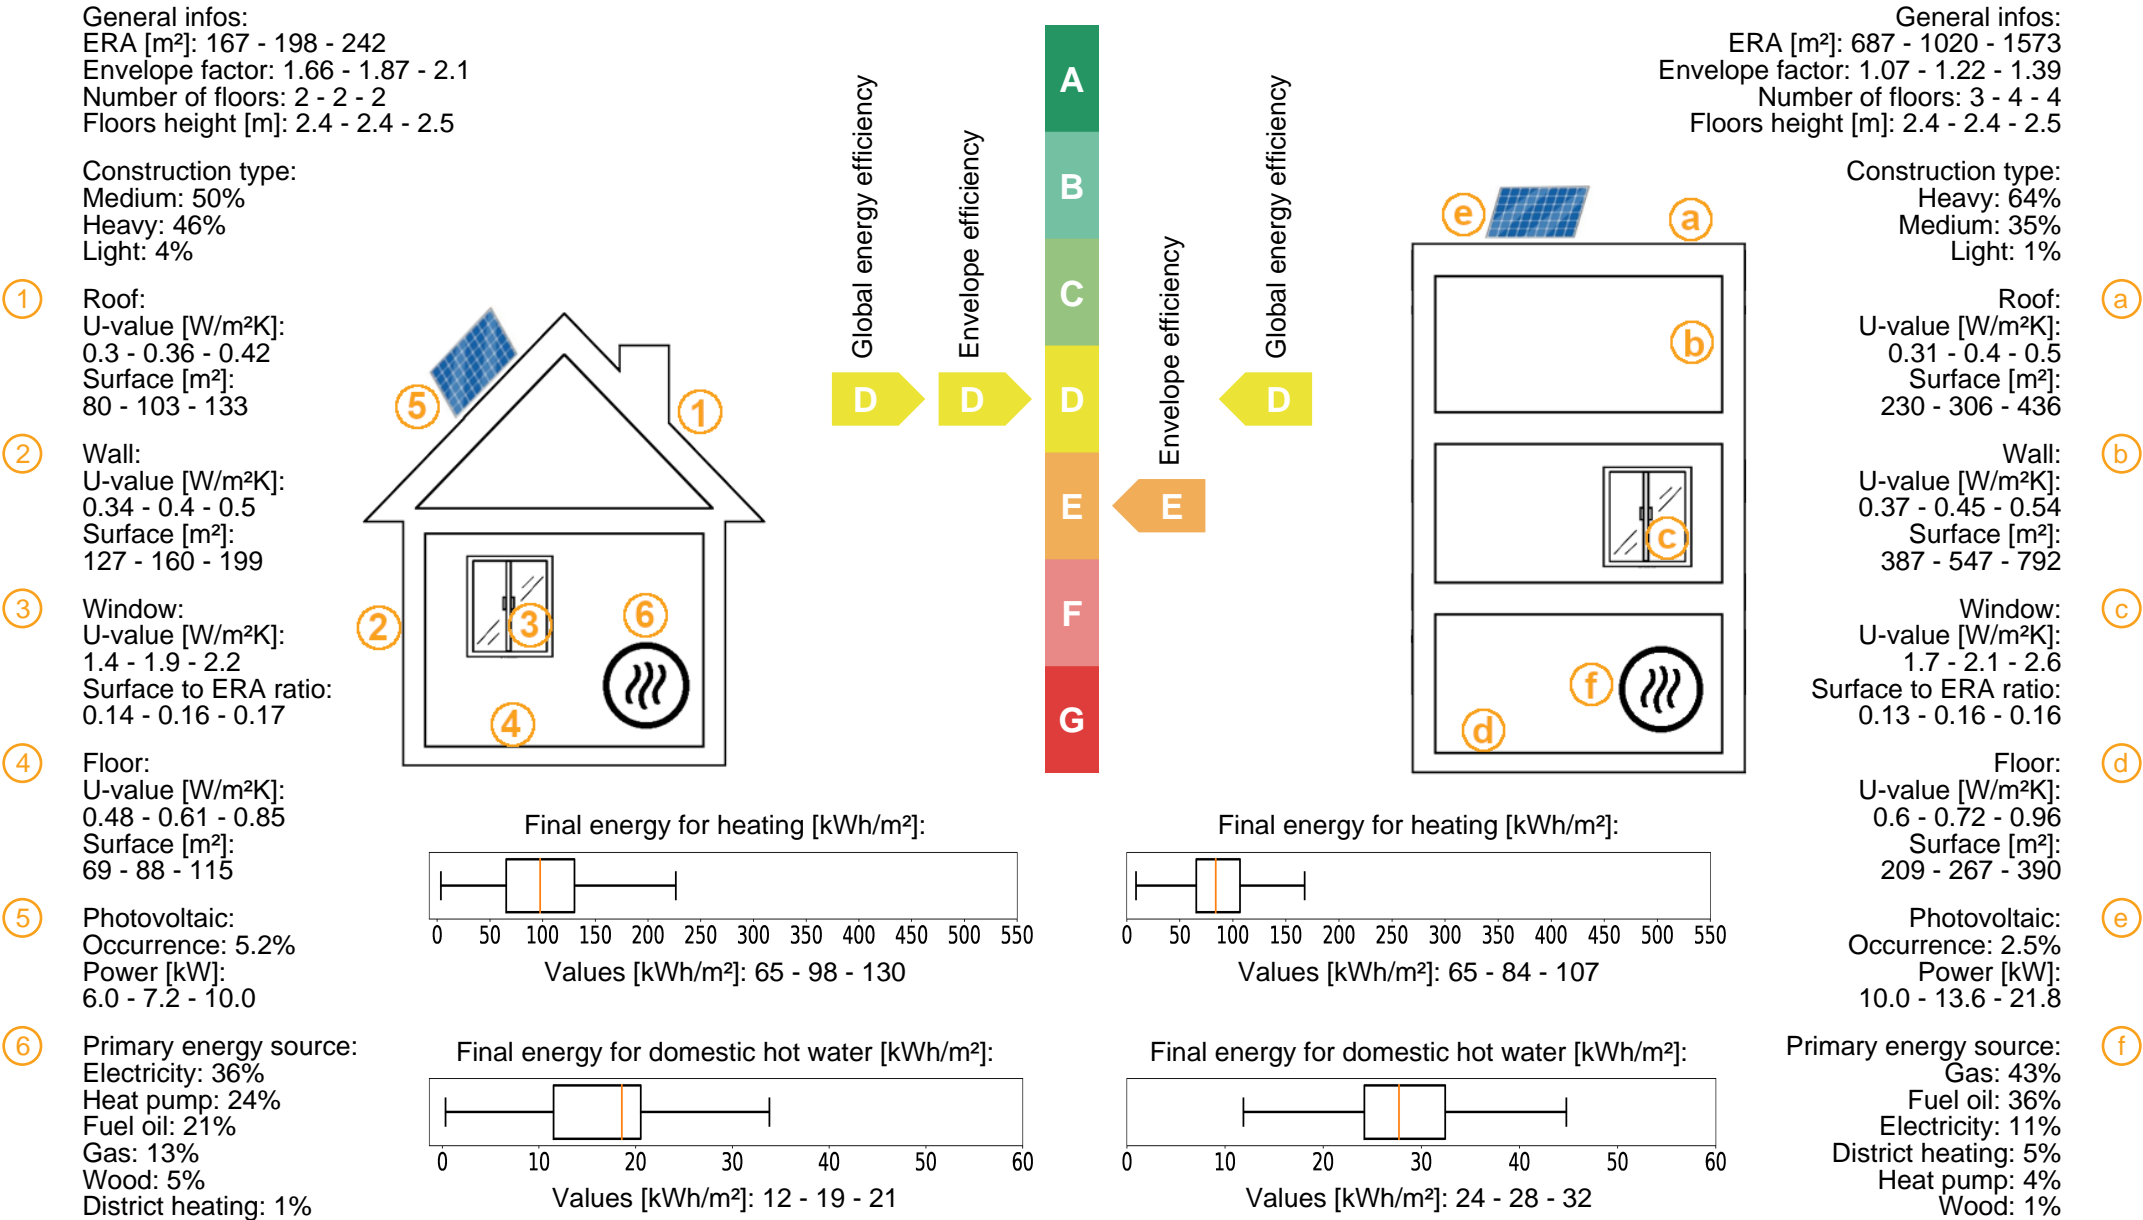 General infos:
ERA [m²]: 167 - 198 - 242
Envelope factor: 1.66 - 1.87 - 2.1
Number of floors: 2 - 2 - 2
Floors height [m]: 2.4 - 2.4 - 2.5
Construction type:
Medium: 50%
Heavy: 46%
Light: 4%
1
Roof:
U-value [W/m²K]:
0.3 - 0.36 - 0.42
Surface [m²]:
80 - 103 - 133
2
Wall:
U-value [W/m²K]:
0.34 - 0.4 - 0.5
Surface [m²]:
127 - 160 - 199
3
Window:
U-value [W/m²K]:
1.4 - 1.9 - 2.2
Surface to ERA ratio:
0.14 - 0.16 - 0.17
4
Floor:
U-value [W/m²K]:
0.48 - 0.61 - 0.85
Surface [m²]:
69 - 88 - 115
5
Photovoltaic:
Occurrence: 5.2%
Power [kW]:
6.0 - 7.2 - 10.0
6
Primary energy source:
Electricity: 36%
Heat pump: 24%
Fuel oil: 21%
Gas: 13%
Wood: 5%
District heating: 1%
5
1
2
3
6
4
Global energy efficiency
D
Envelope efficiency
D
A
B
C
D
E
F
G
Envelope efficiency
E
Global energy efficiency
D
e
a
b
c
f
d
Final energy for heating [kWh/m²]:
0 50 100 150 200 250 300 350 400 450 500 550
Values [kWh/m²]: 65 - 98 - 130
Final energy for domestic hot water [kWh/m²]:
0 10 20 30 40 50 60
Values [kWh/m²]: 12 - 19 - 21
Final energy for heating [kWh/m²]:
0 50 100 150 200 250 300 350 400 450 500 550
Values [kWh/m²]: 65 - 84 - 107
Final energy for domestic hot water [kWh/m²]:
0 10 20 30 40 50 60
Values [kWh/m²]: 24 - 28 - 32
General infos:
ERA [m²]: 687 - 1020 - 1573
Envelope factor: 1.07 - 1.22 - 1.39
Number of floors: 3 - 4 - 4
Floors height [m]: 2.4 - 2.4 - 2.5
Construction type:
Heavy: 64%
Medium: 35%
Light: 1%
Roof:
a
U-value [W/m²K]:
0.31 - 0.4 - 0.5
Surface [m²]:
230 - 306 - 436
Wall:
b
U-value [W/m²K]:
0.37 - 0.45 - 0.54
Surface [m²]:
387 - 547 - 792
Window:
c
U-value [W/m²K]:
1.7 - 2.1 - 2.6
Surface to ERA ratio:
0.13 - 0.16 - 0.16
Floor:
d
U-value [W/m²K]:
0.6 - 0.72 - 0.96
Surface [m²]:
209 - 267 - 390
Photovoltaic:
e
Occurrence: 2.5%
Power [kW]:
10.0 - 13.6 - 21.8
Primary energy source:
f
Gas: 43%
Fuel oil: 36%
Electricity: 11%
District heating: 5%
Heat pump: 4%
Wood: 1%